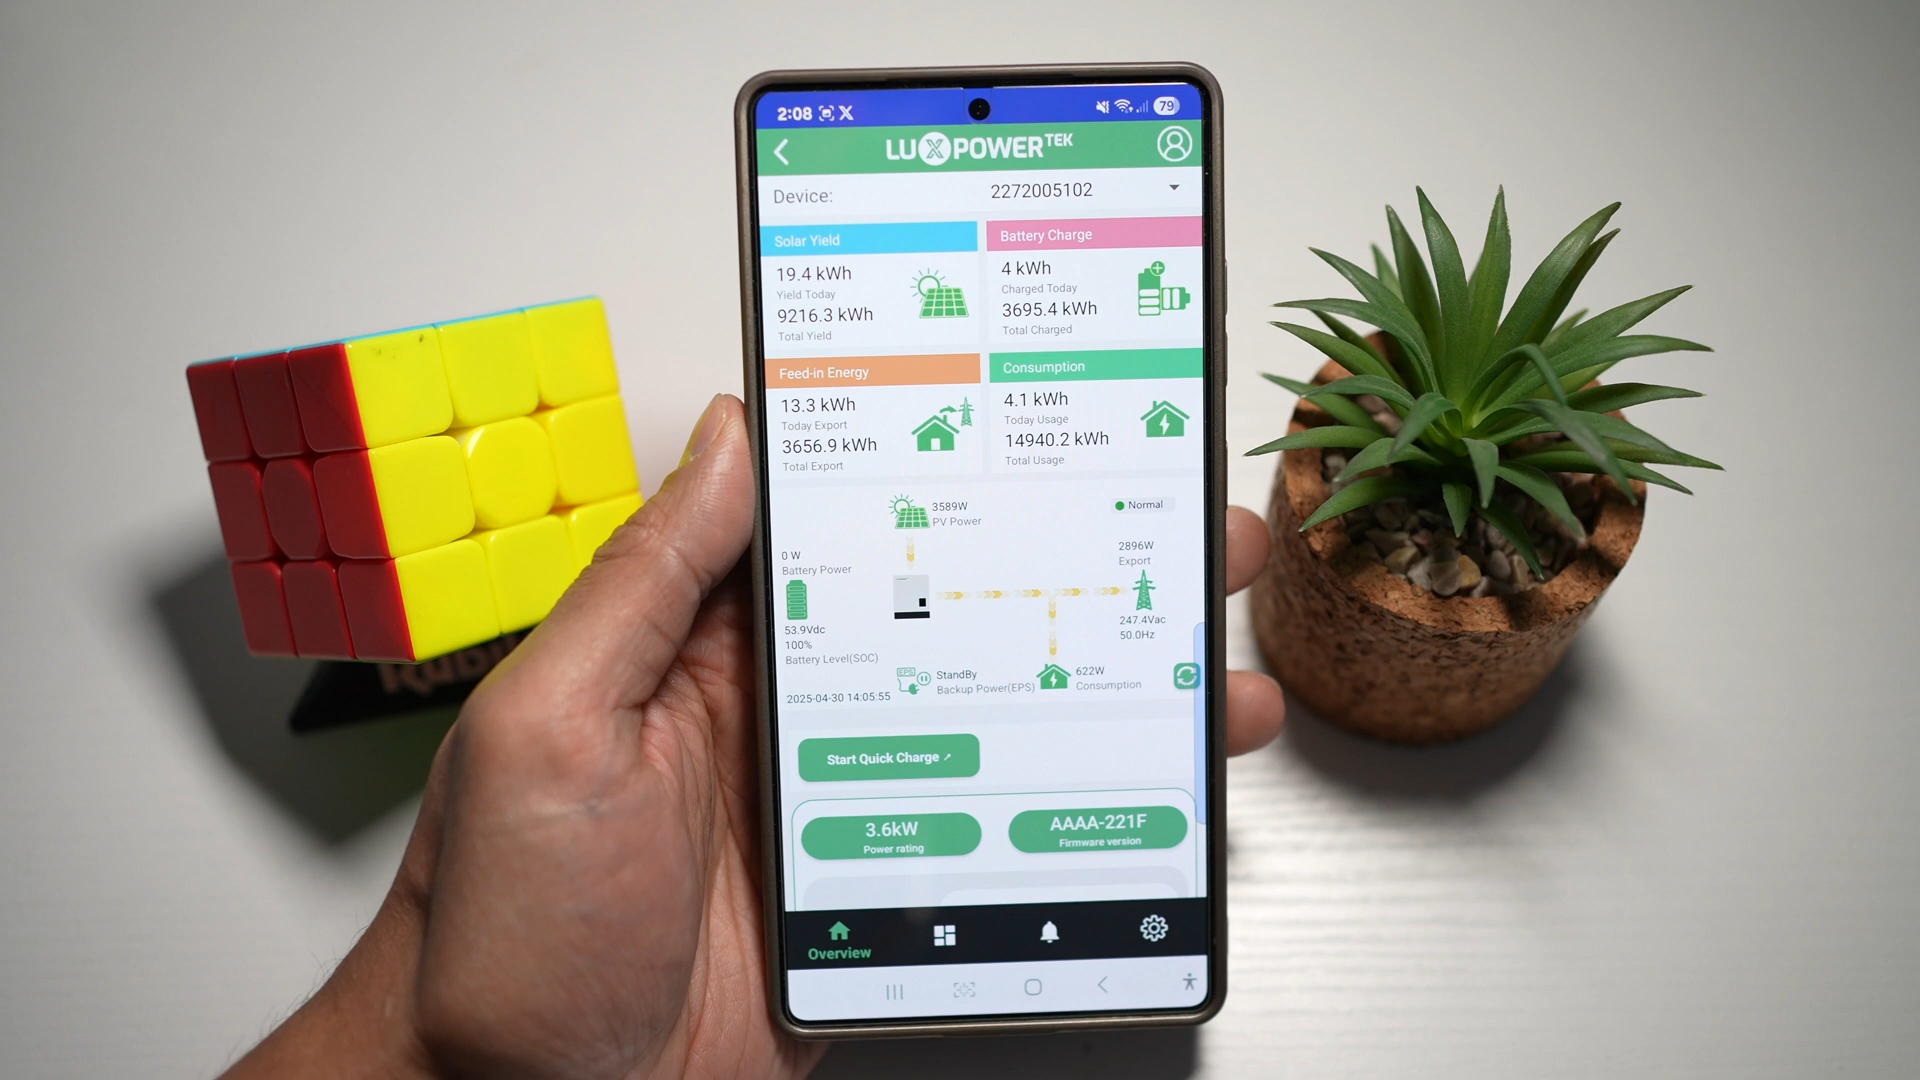 2:08
79
LUXPOWERTEK
Device: 2272005102
Solar Yield
19.4 kWh
Yield Today
9216.3 kWh
Total Yield
Battery Charge
4 kWh
Charged Today
3695.4 kWh
Total Charged
Feed-in Energy
13.3 kWh
Today Export
3656.9 kWh
Total Export
Consumption
4.1 kWh
Today Usage
14940.2 kWh
Total Usage
3589W
PV Power
Normal
0 W
Battery Power
2896W
Export
53.9Vdc
100%
Battery Level(SOC)
247.4Vac
50.0Hz
EPS
StandBy
Backup Power(EPS)
622W
Consumption
2025-04-30 14:05:55
Start Quick Charge
3.6kW
Power rating
AAAA-221F
Firmware version
Overview